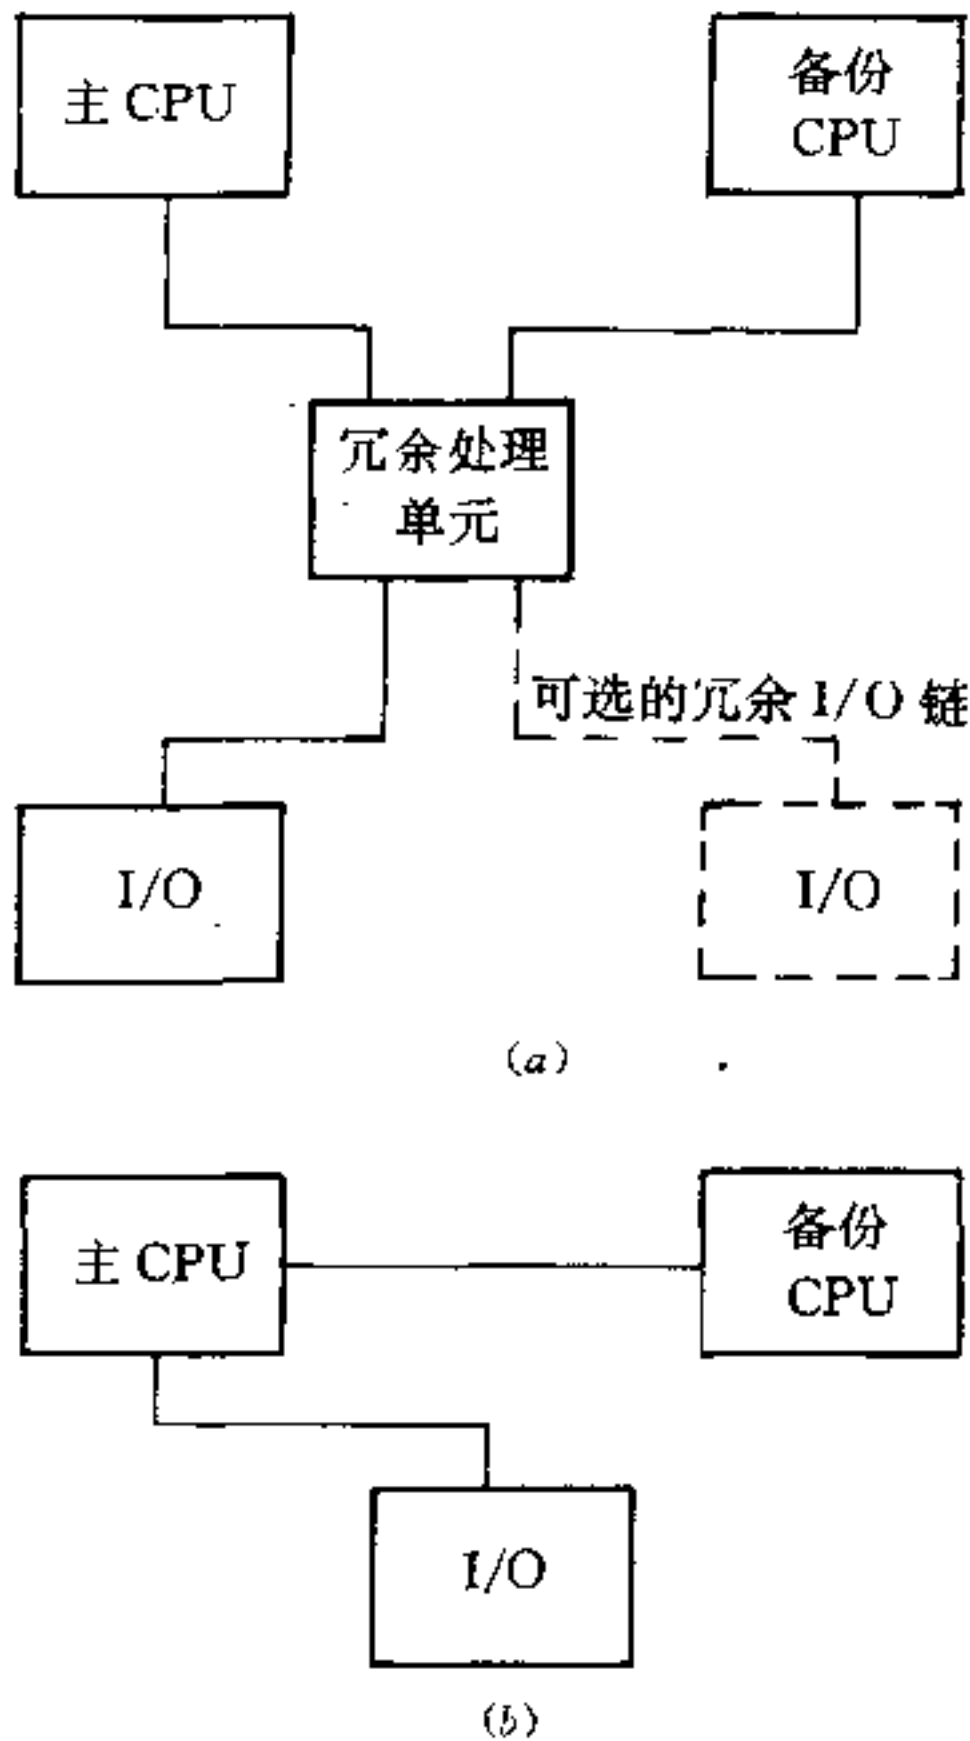 主 CPU
备份
CPU
冗余处理
单元
可选的冗余 I/O 链
I/O
I/O
(a)
主 CPU
备份
CPU
I/O
(b)